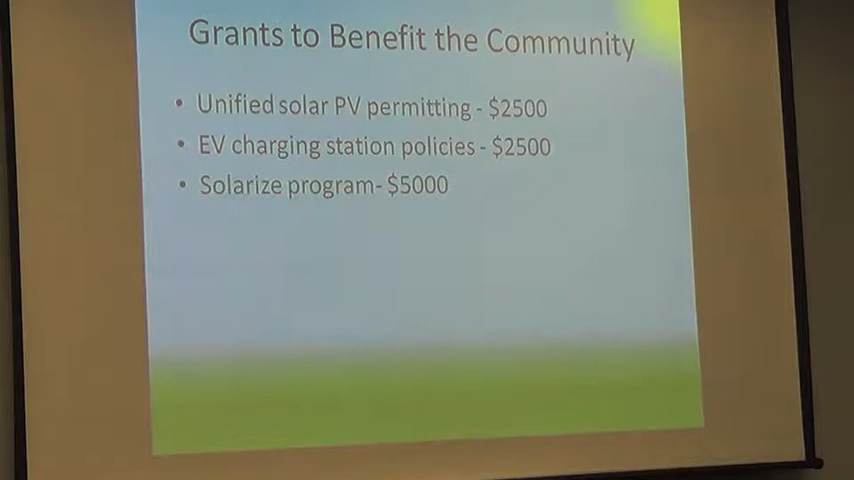 Grants to Benefit the Community
• Unified solar PV permitting - $2500
• EV charging station policies - $2500
• Solarize program- $5000